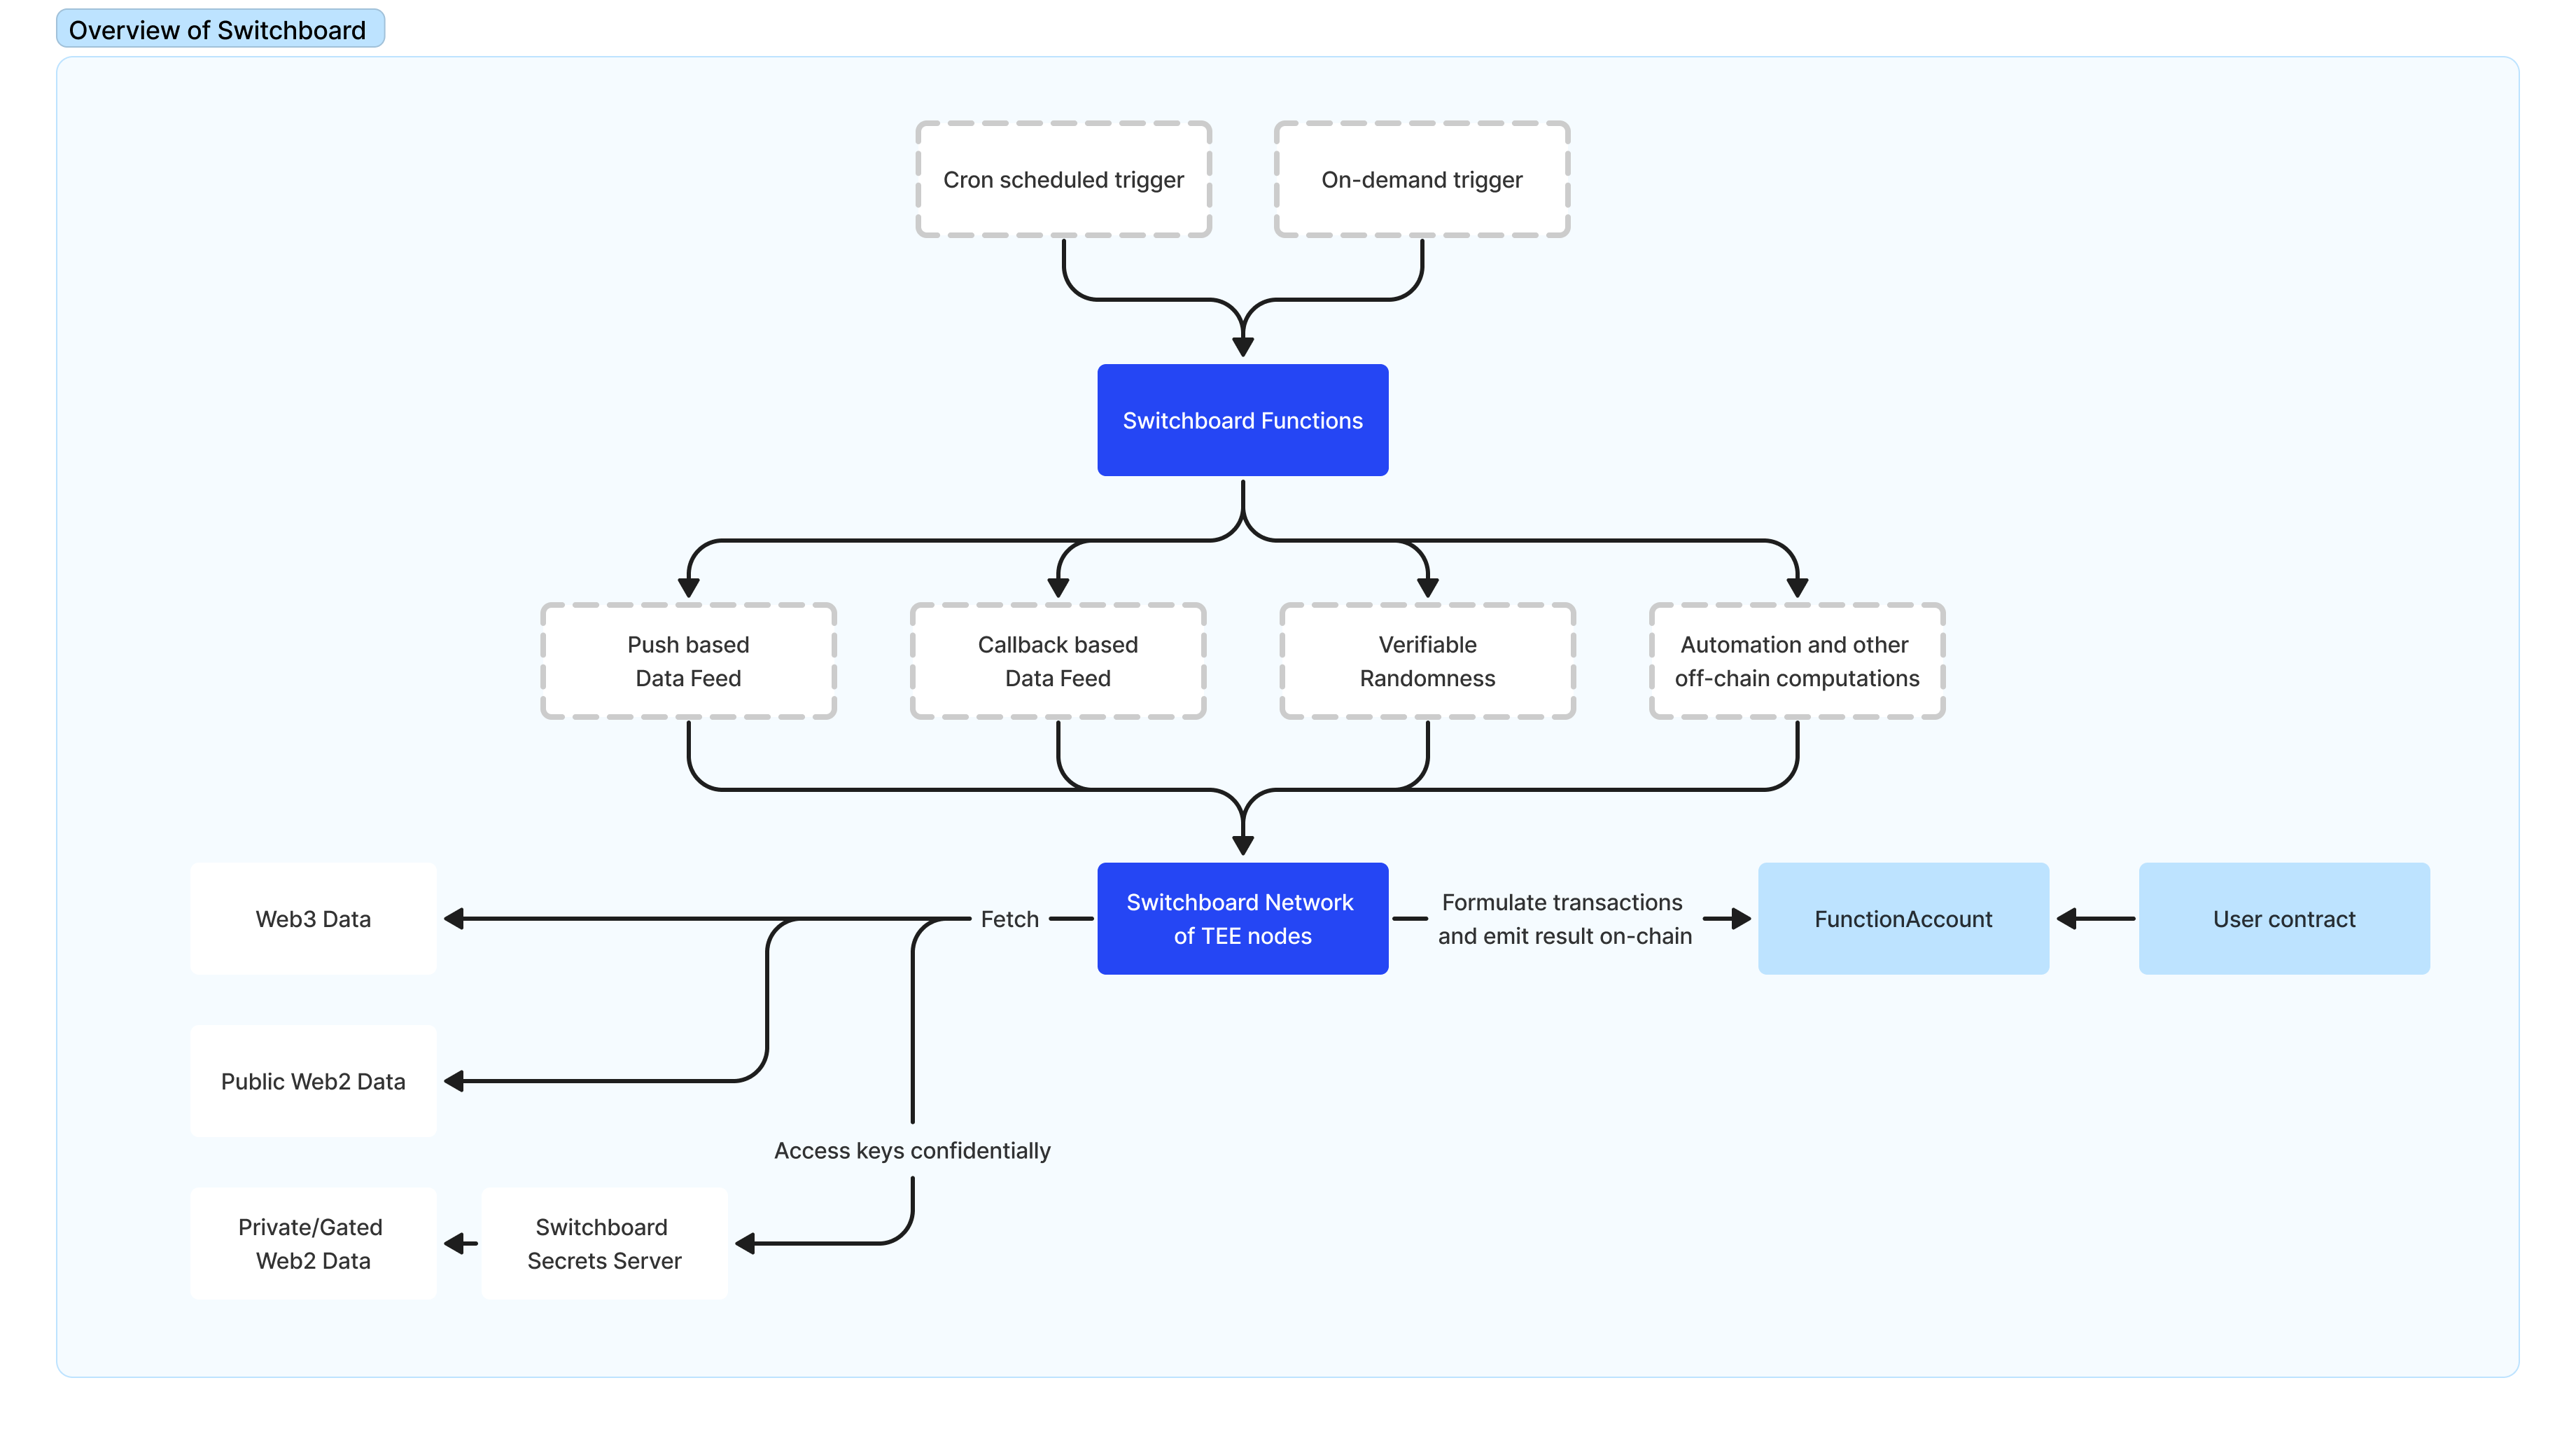 Overview of Switchboard
Cron scheduled trigger
On-demand trigger
Switchboard Functions
Push based
Data Feed
Callback based
Data Feed
Verifiable
Randomness
Automation and other
off-chain computations
Web3 Data
Fetch
Switchboard Network
of TEE nodes
Formulate transactions
and emit result on-chain
FunctionAccount
User contract
Public Web2 Data
Access keys confidentially
Private/Gated
Web2 Data
Switchboard
Secrets Server